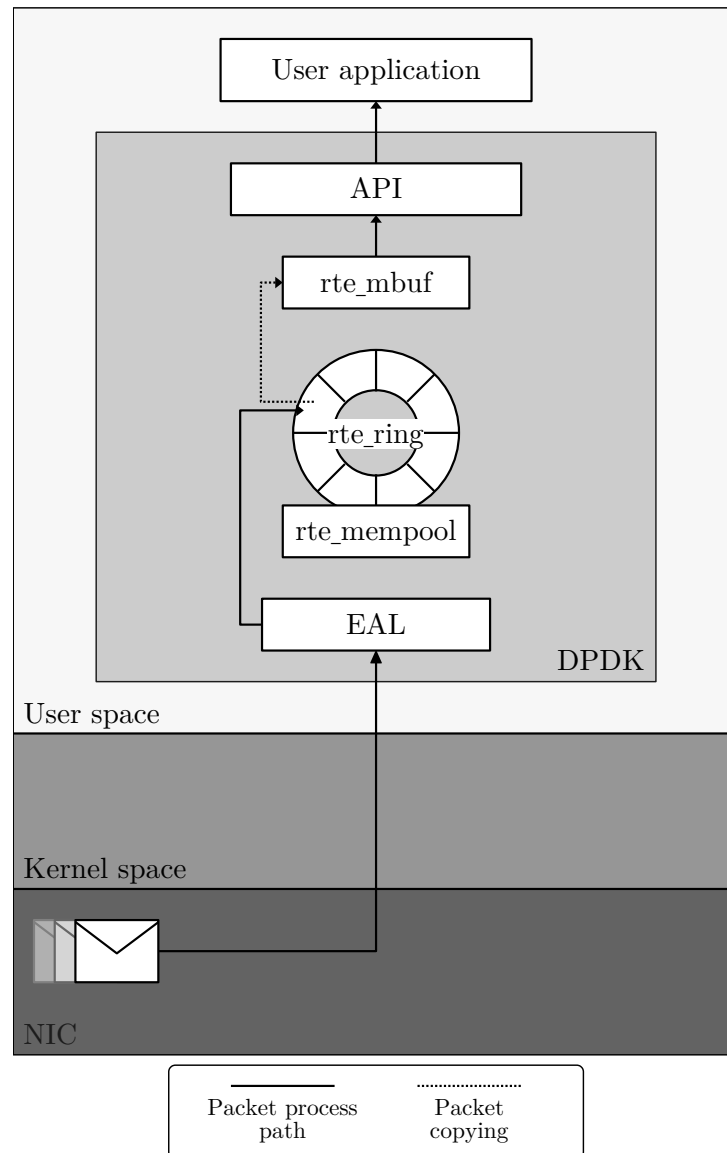 User application
API
rte_mbuf
rte_ring
rte_mempool
EAL
DPDK
User space
Kernel space
NIC
Packet process
path
Packet
copying